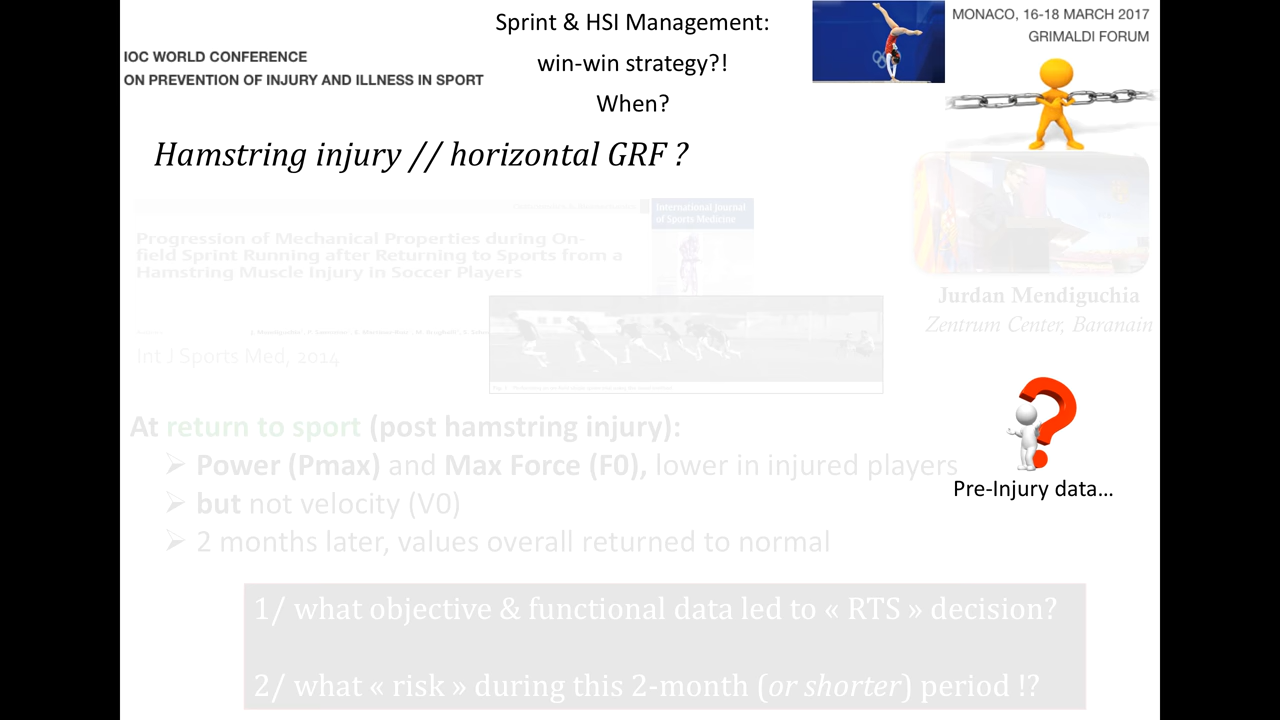 Sprint & HSI Management:
win-win strategy?!
When?
MONACO, 16-18 MARCH 2017
GRIMALDI FORUM
IOC WORLD CONFERENCE
ON PREVENTION OF INJURY AND ILLNESS IN SPORT
Hamstring injury // horizontal GRF ?
International Journal
of Sports Medicine
Progression of Mechanical Properties during On-
field Sprint Running after Returning to Sports from a
Hamstring Muscle Injury in Soccer Players
Int J Sports Med, 2014
Jurdan Mendiguchia
Zentrum Center, Baranain
At return to sport (post hamstring injury):
➢ Power (Pmax) and Max Force (F0), lower in injured players
➢ but not velocity (V0)
➢ 2 months later, values overall returned to normal
Pre-Injury data…
1/ what objective & functional data led to « RTS » decision?
2/ what « risk » during this 2-month (or shorter) period !?